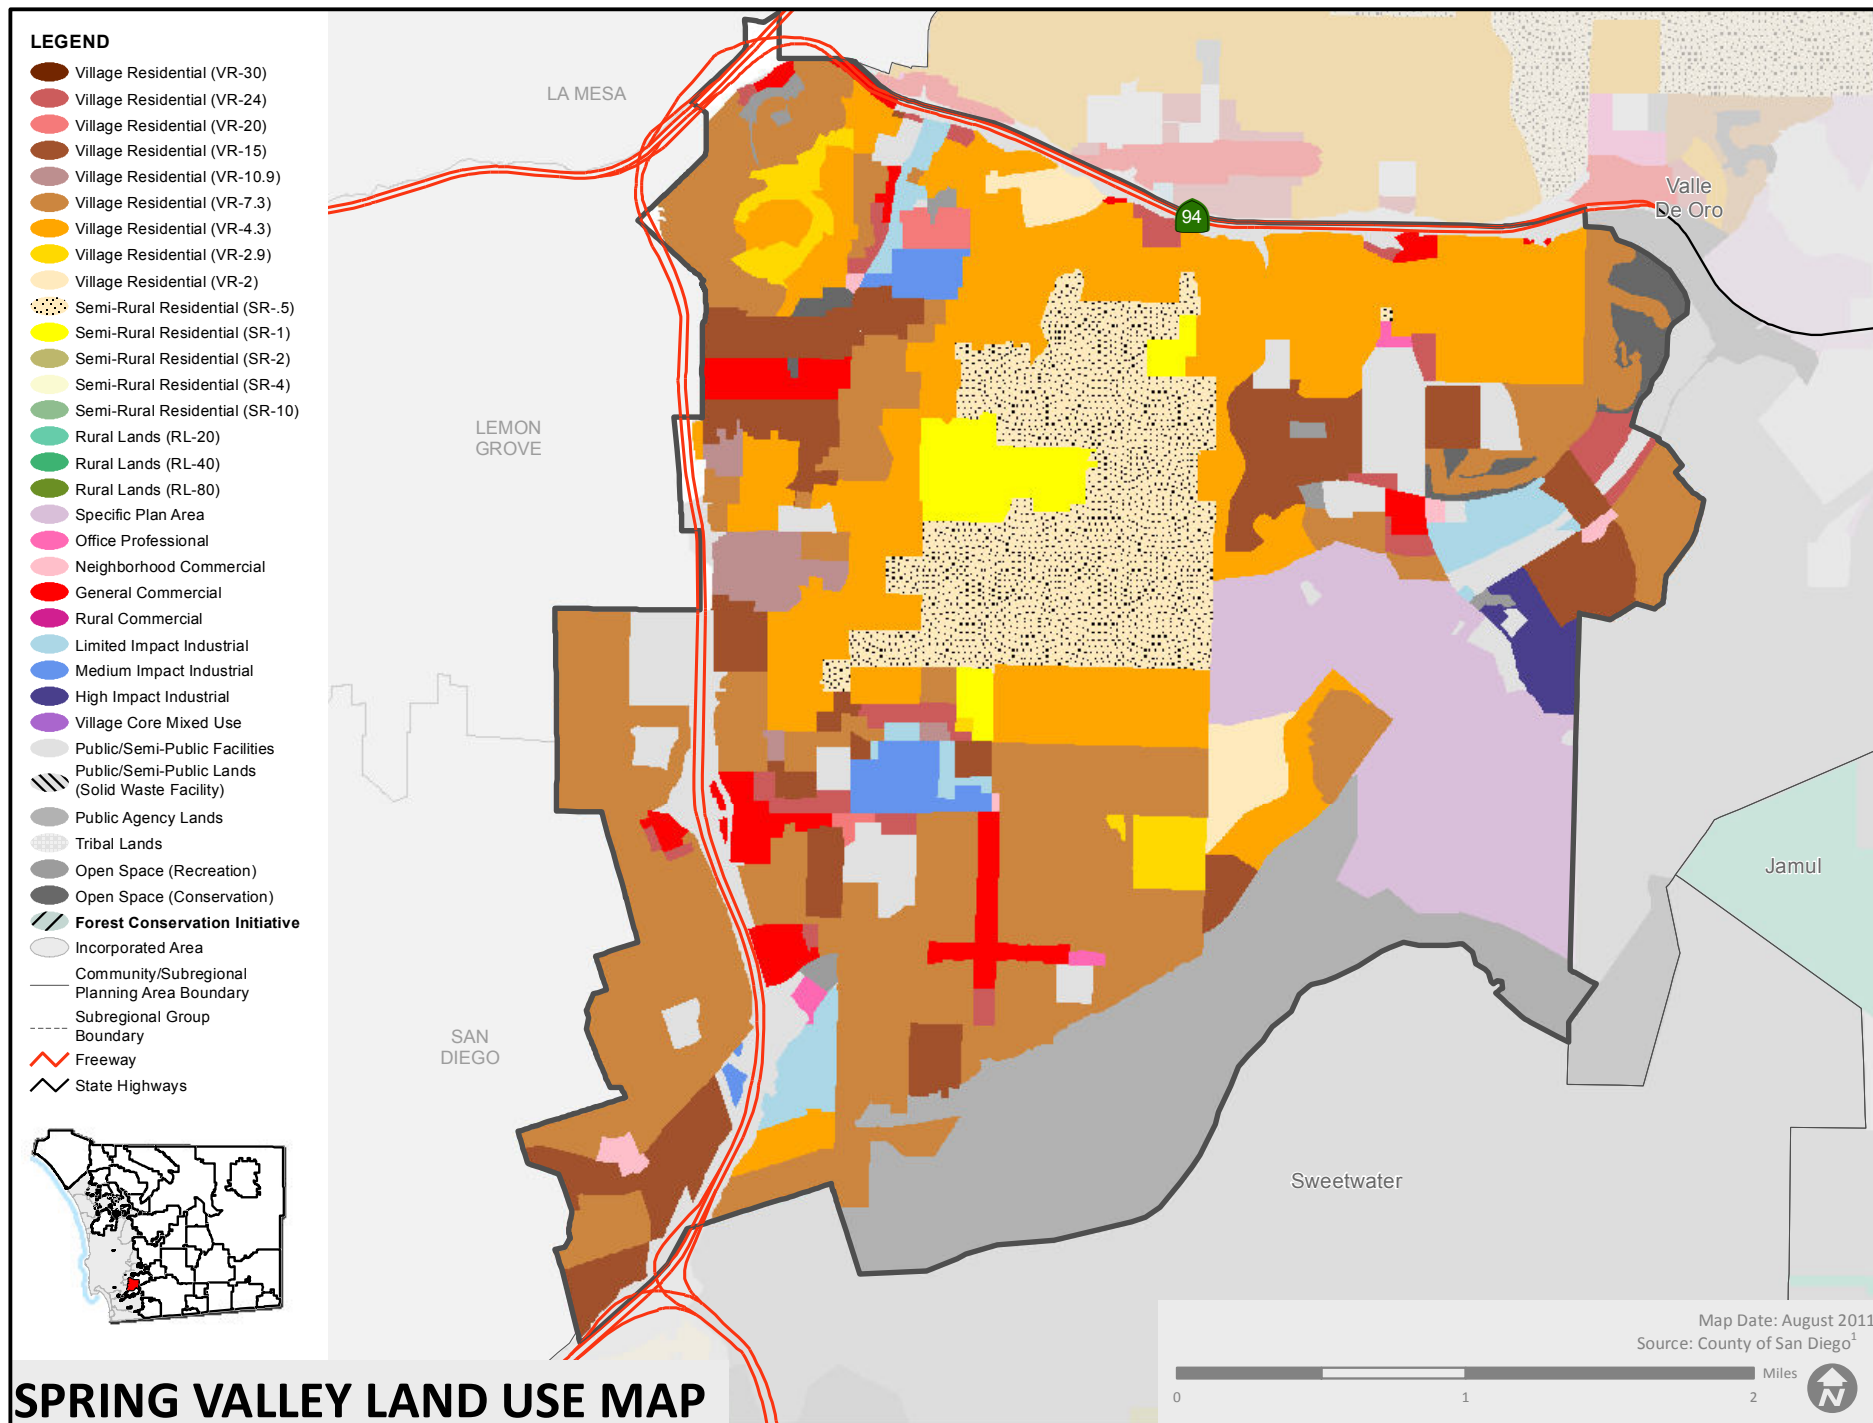 LEGEND
Village Residential (VR-30)
Village Residential (VR-24)
Village Residential (VR-20)
Village Residential (VR-15)
Village Residential (VR-10.9)
Village Residential (VR-7.3)
Village Residential (VR-4.3)
Village Residential (VR-2.9)
Village Residential (VR-2)
Semi-Rural Residential (SR-.5)
Semi-Rural Residential (SR-1)
Semi-Rural Residential (SR-2)
Semi-Rural Residential (SR-4)
Semi-Rural Residential (SR-10)
Rural Lands (RL-20)
Rural Lands (RL-40)
Rural Lands (RL-80)
Specific Plan Area
Office Professional
Neighborhood Commercial
General Commercial
Rural Commercial
Limited Impact Industrial
Medium Impact Industrial
High Impact Industrial
Village Core Mixed Use
Public/Semi-Public Facilities
Public/Semi-Public Lands
(Solid Waste Facility)
Public Agency Lands
Tribal Lands
Open Space (Recreation)
Open Space (Conservation)
Forest Conservation Initiative
Incorporated Area
Community/Subregional
Planning Area Boundary
Subregional Group
Boundary
Freeway
State Highways
LA MESA
94
Valle
De Oro
LEMON
GROVE
Jamul
SAN
DIEGO
Sweetwater
Map Date: August 2011
Source: County of San Diego1
Miles
0
1
2
N
SPRING VALLEY LAND USE MAP